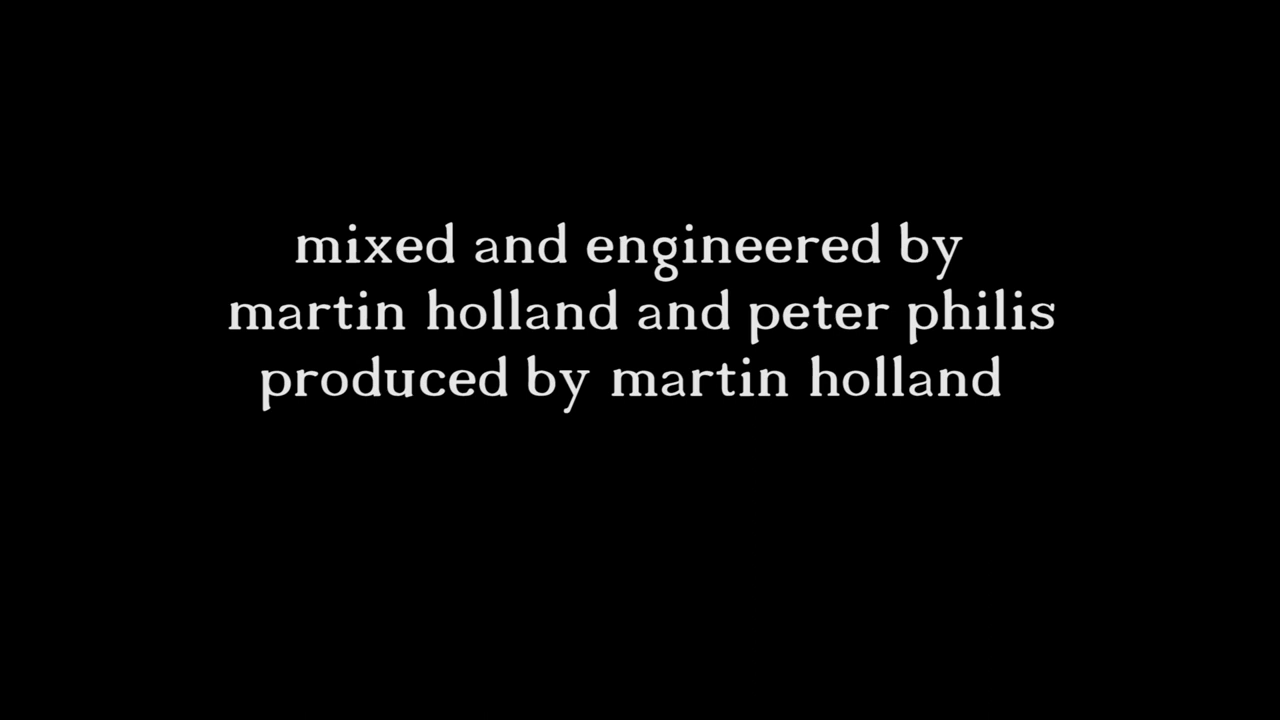 mixed and engineered by
martin holland and peter philis
produced by martin holland